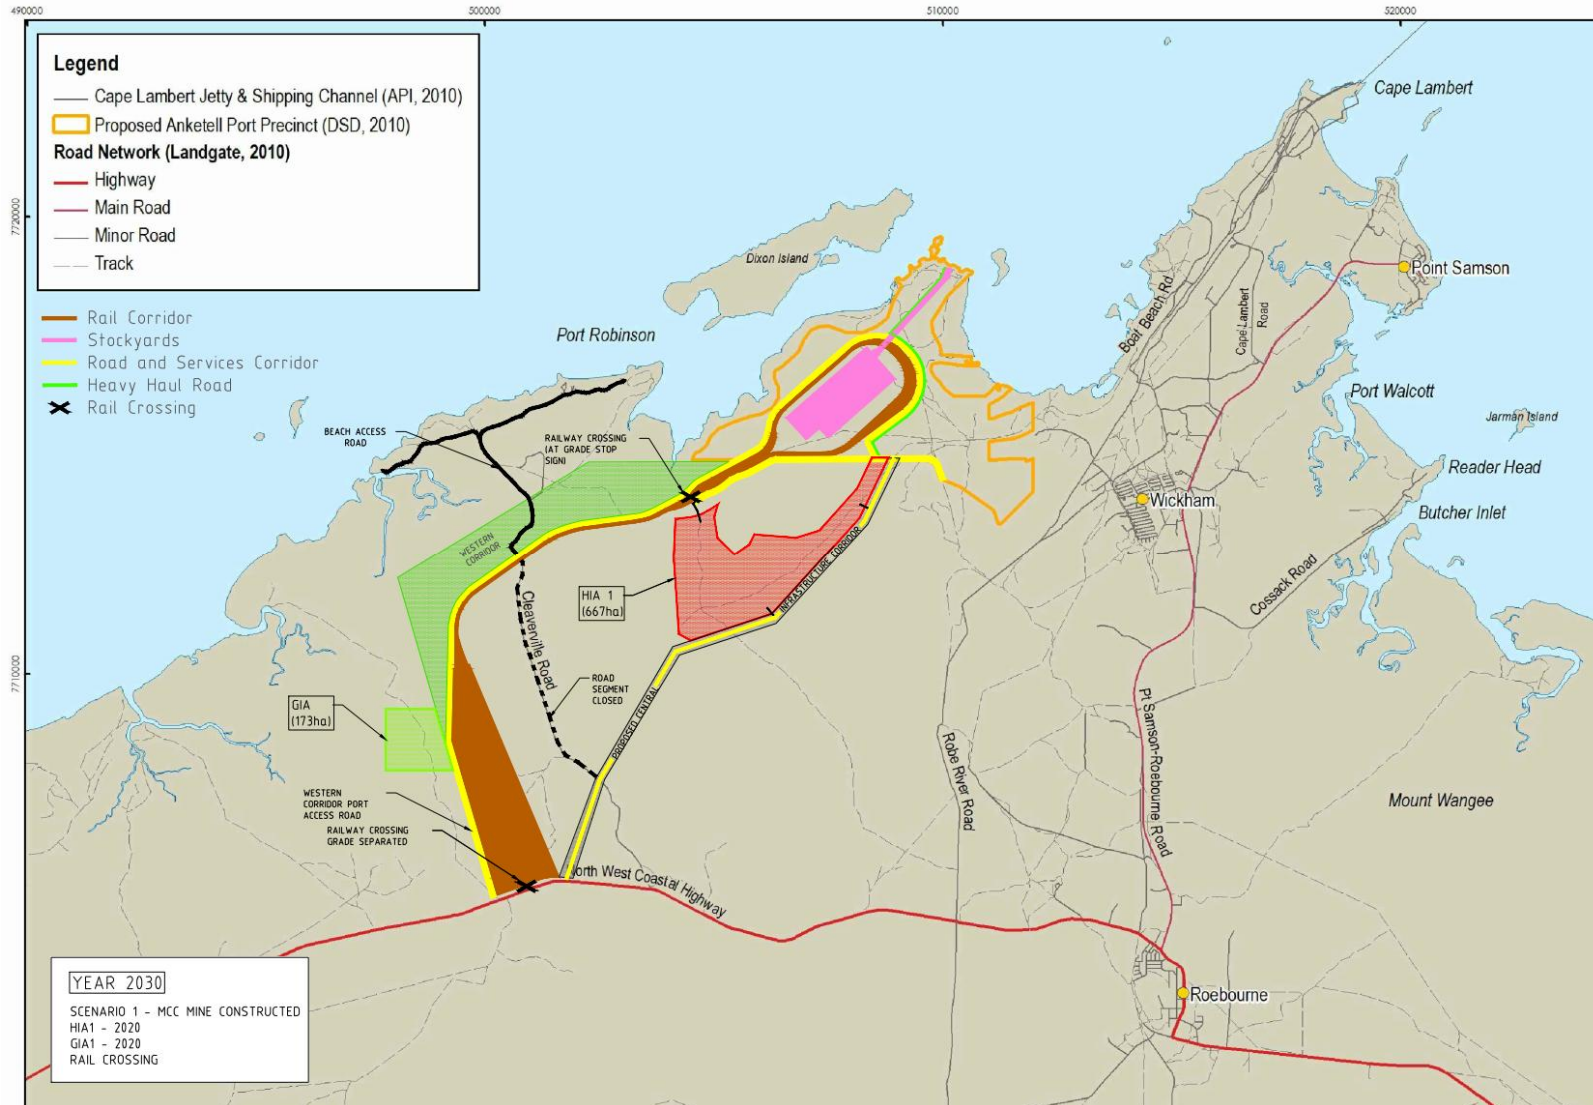 490000
500000
510000
520000
7720000
7710000
Legend
Cape Lambert Jetty & Shipping Channel (API, 2010)
Proposed Anketell Port Precinct (DSD, 2010)
Road Network (Landgate, 2010)
Highway
Main Road
Minor Road
Track
Rail Corridor
Stockyards
Road and Services Corridor
Heavy Haul Road
Rail Crossing
Cape Lambert
Point Samson
Dixon Island
Port Robinson
Boat Beach Rd
Cape Lambert
Road
Port Walcott
Jarman Island
BEACH ACCESS
ROAD
RAILWAY CROSSING
(AT GRADE STOP
SIGN)
Reader Head
Wickham
Butcher Inlet
WESTERN
CORRIDOR
HIA 1
(667ha)
INFRASTRUCTURE CORRIDOR
Cossack Road
Cleaverville Road
ROAD
SEGMENT
CLOSED
GIA
(173ha)
PROPOSED CENTRAL
Pt Samson-Roebourne Road
Robe River Road
Mount Wangee
WESTERN
CORRIDOR PORT
ACCESS ROAD
RAILWAY CROSSING
GRADE SEPARATED
orth West Coastal Highway
Roebourne
YEAR 2030
SCENARIO 1 - MCC MINE CONSTRUCTED
HIA1 - 2020
GIA1 - 2020
RAIL CROSSING